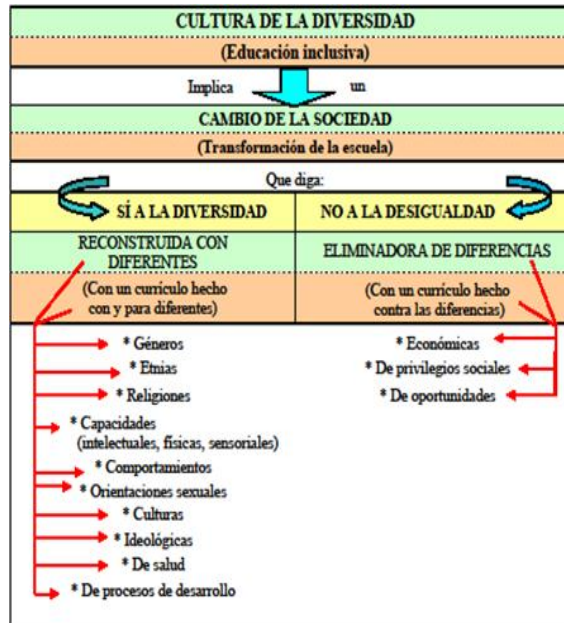 CULTURA DE LA DIVERSIDAD
(Educación inclusiva)
Implica un
CAMBIO DE LA SOCIEDAD
(Transformación de la escuela)
Que diga:
SÍ A LA DIVERSIDAD
NO A LA DESIGUALDAD
RECONSTRUIDA CON
DIFERENTES
ELIMINADORA DE DIFERENCIAS
(Con un currículo hecho
con y para diferentes)
(Con un currículo hecho
contra las diferencias)
* Géneros
* Etnias
* Religiones
* Capacidades
(intelectuales, físicas, sensoriales)
* Comportamientos
* Orientaciones sexuales
* Culturas
* Ideológicas
* De salud
* De procesos de desarrollo
* Económicas
* De privilegios sociales
* De oportunidades